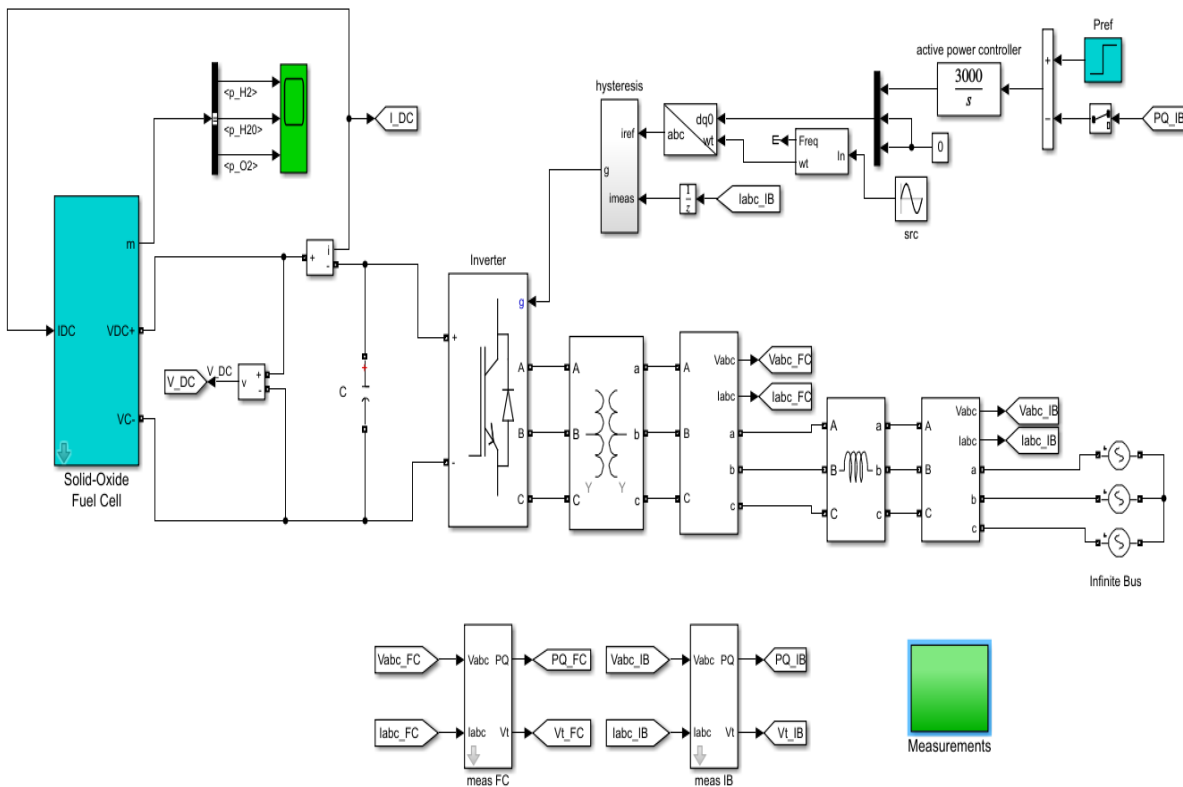 Pref
active power controller
3000
s
+
−
PQ_IB
hysteresis
<p_H2>
<p_H20>
<p_O2>
I_DC
iref
g
imeas
dq0
abc
wt
Freq
wt
In
0
1
z
Iabc_IB
src
m
IDC
VDC+
VC-
Solid-Oxide
Fuel Cell
+
i
-
V_DC
V_DC
v
+
-
+
C
Inverter
g
+
-
A
B
C
A
B
C
a
b
c
Y
Y
A
B
C
Vabc
Iabc
a
b
c
Vabc_FC
Iabc_FC
A
B
C
a
b
c
A
B
C
Vabc
Iabc
a
b
c
Vabc_IB
Iabc_IB
Infinite Bus
Vabc_FC
Iabc_FC
Vabc
PQ
Iabc
Vt
PQ_FC
Vt_FC
meas FC
Vabc_IB
Iabc_IB
Vabc
PQ
Iabc
Vt
PQ_IB
Vt_IB
meas IB
Measurements